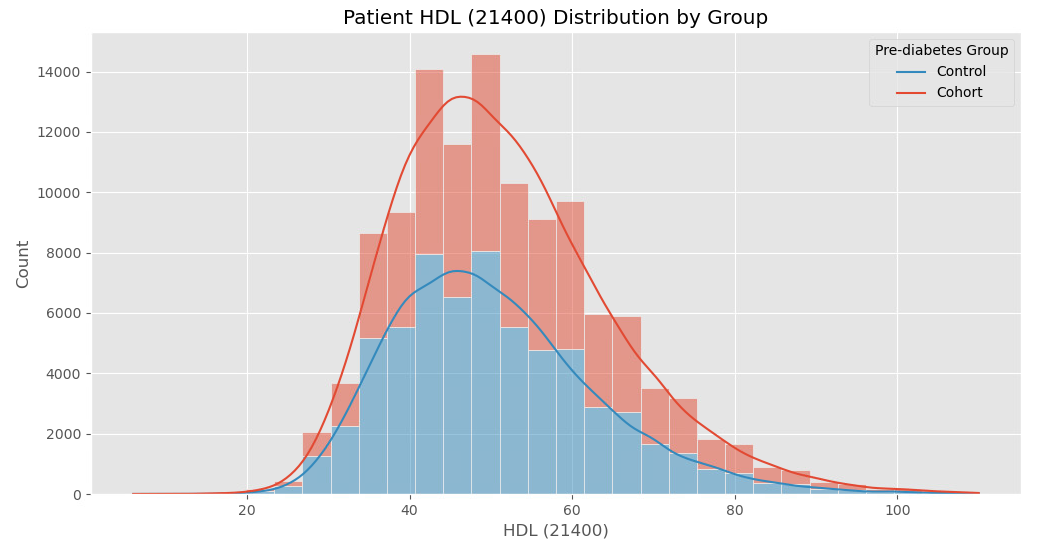 Patient HDL (21400) Distribution by Group
Pre-diabetes Group
Control
Cohort
14000
12000
10000
8000
6000
4000
2000
0
Count
20
40
60
80
100
HDL (21400)